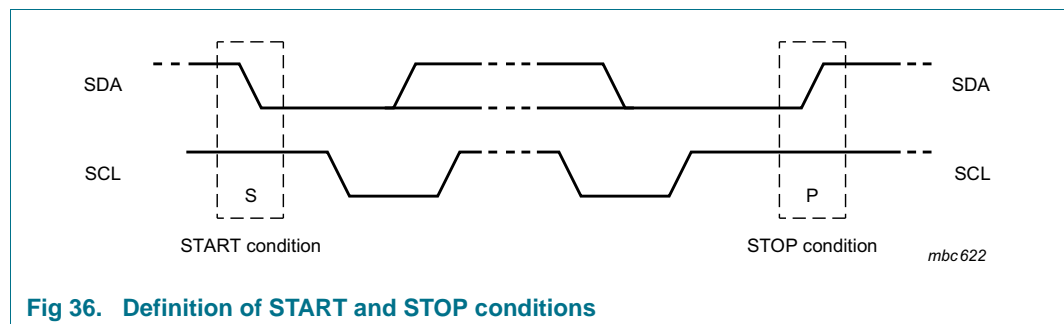 SDA SDA
SCL SCL
S P
START condition STOP condition
mbc622
Fig 36. Definition of START and STOP conditions